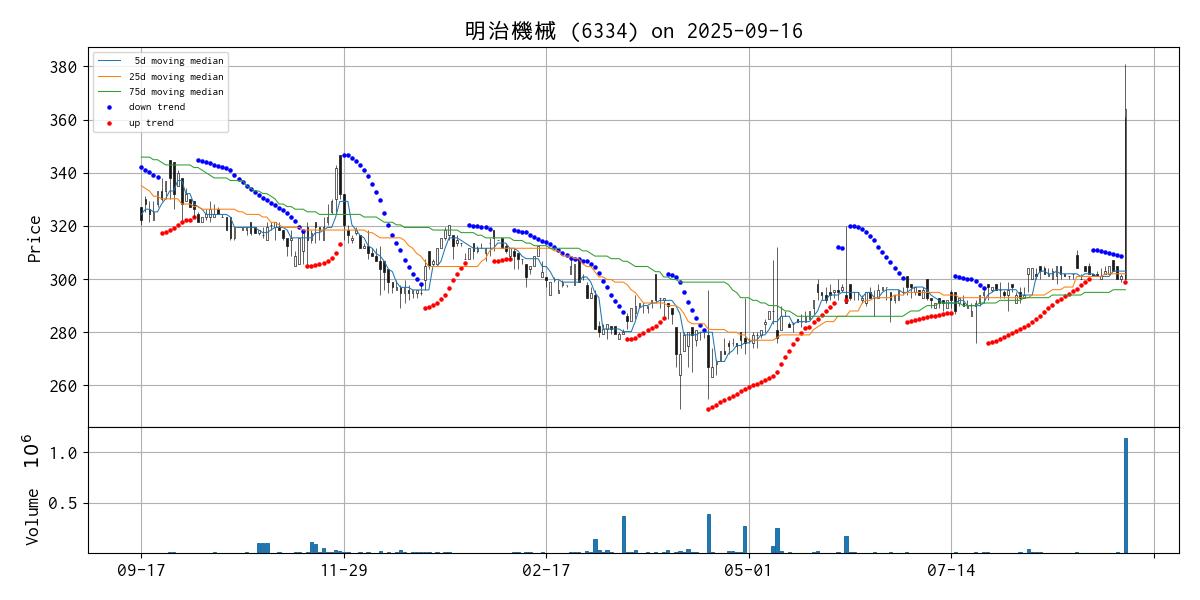 明治機械 (6334) on 2025-09-16
380
360
340
320
300
280
260
Price
5d moving median
25d moving median
75d moving median
down trend
up trend
1.0
0.5
Volume 10^6
09-17
11-29
02-17
05-01
07-14